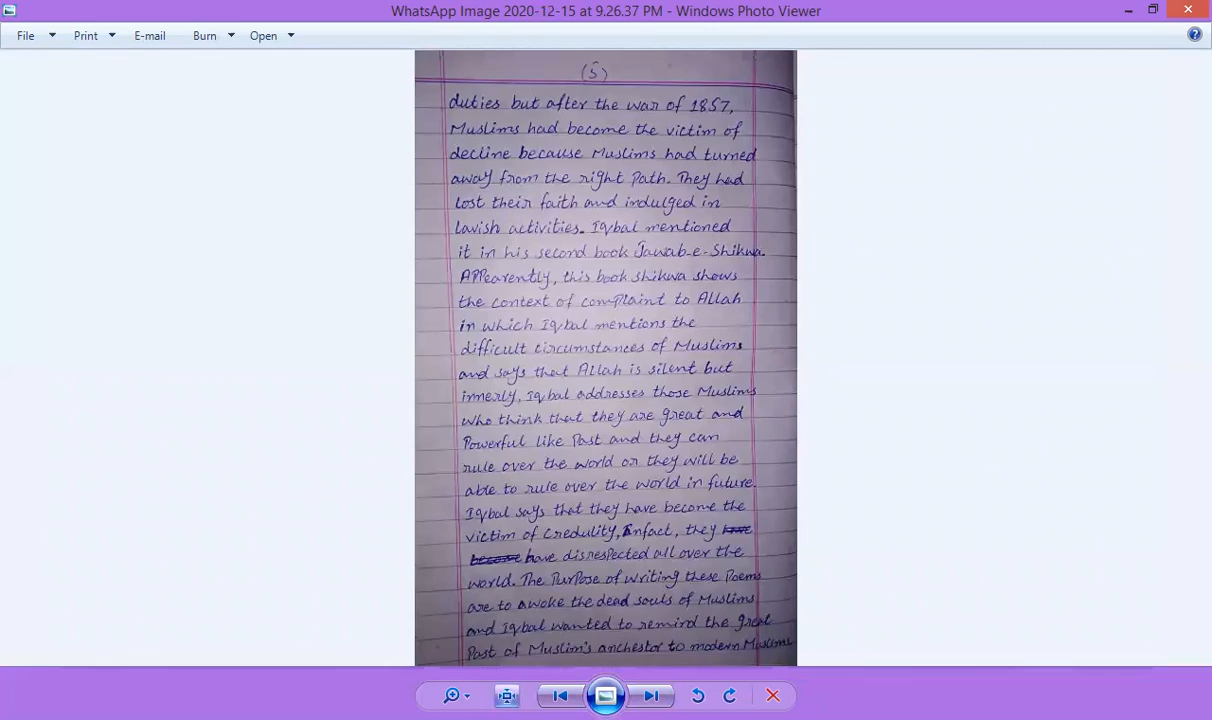 WhatsApp Image 2020-12-15 at 9.26.37 PM - Windows Photo Viewer
File Print E-mail Burn Open
(5)
duties but after the war of 1857,
Muslims had become the victim of
decline because Muslims had turned
away from the right Path. They had
lost their faith and indulged in
lavish activities. Iqbal mentioned
it in his second book Jawab-e-Shikwa.
APPearently, this book shikwa shows
the context of complaint to Allah
in which Iqbal mentions the
difficult circumstances of Muslims
and says that Allah is silent but
innerly, Iqbal addresses those Muslims
who think that they are great and
Powerful like Past and they can
rule over the world or they will be
able to rule over the world in future.
Iqbal says that they have become the
victim of credulity, Infact, they have
become have disrespected all over the
world. The PurPose of writing these Poems
are to awoke the dead souls of Muslims
and Iqbal wanted to remind the great
Past of Muslim's anchestor to modern Muslims